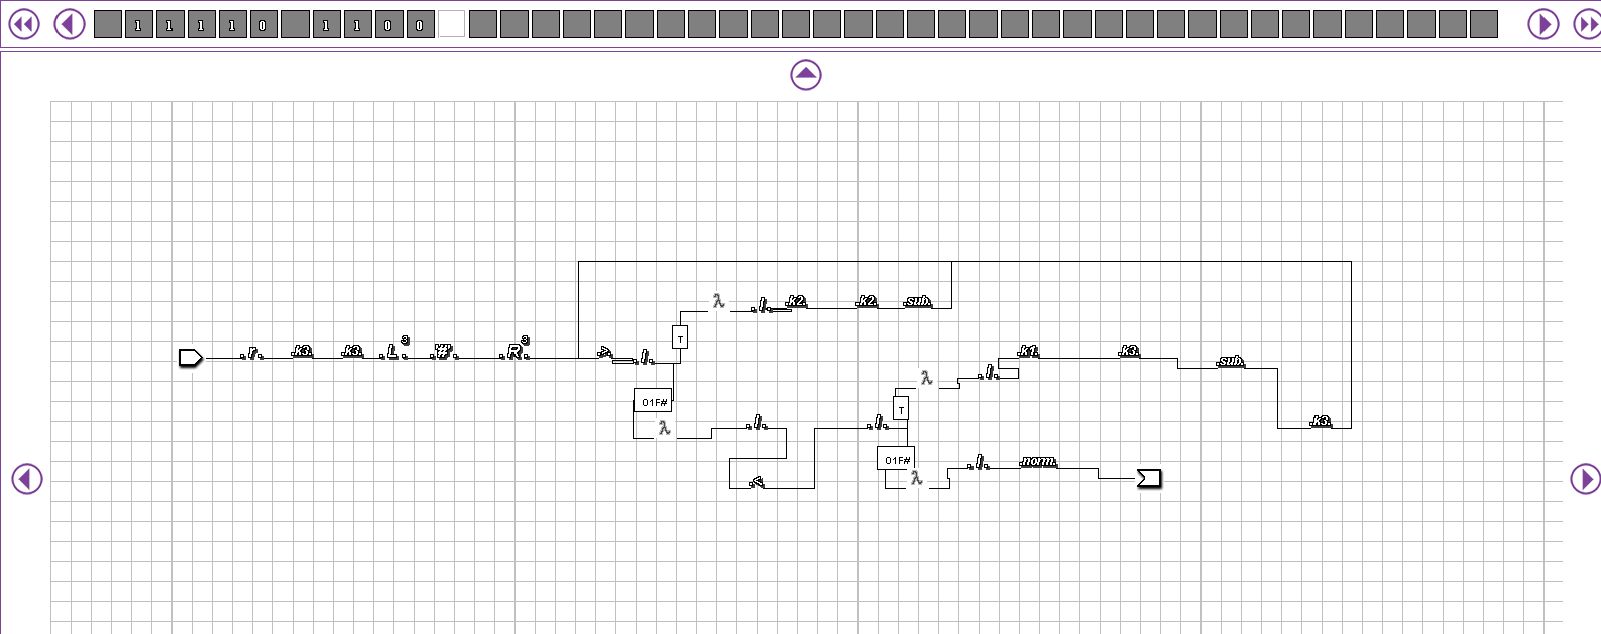 1 1 1 1 0 1 1 0 0
λ .l. .k2. .k2. .sub.
T
.r. .k3. .k3. .L.3 .#. .R.3 .>. .l. .k1. .k3. .sub.
λ .l.
01F# T
λ .l. .l. .k3.
01F# .l. .norm.
.<. λ